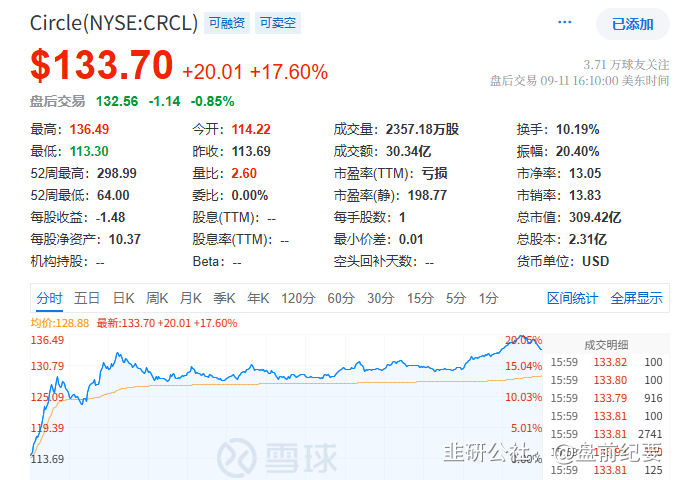 Circle(NYSE:CRCL) 可融资 可卖空 ··· 已添加
$133.70 +20.01 +17.60% 3.71 万球友关注
盘后交易 09-11 16:10:00 美东时间
盘后交易 132.56 -1.14 -0.85%
最高: 136.49 今开: 114.22 成交量: 2357.18万股 换手: 10.19%
最低: 113.30 昨收: 113.69 成交额: 30.34亿 振幅: 20.40%
52周最高: 298.99 量比: 2.60 市盈率(TTM): 亏损 市净率: 13.05
52周最低: 64.00 委比: 0.00% 市盈率(静): 198.77 市销率: 13.83
每股收益: -1.48 股息(TTM): -- 每手股数: 1 总市值: 309.42亿
每股净资产: 10.37 股息率(TTM): -- 最小价差: 0.01 总股本: 2.31亿
机构持股: -- Beta: -- 空头回补天数: -- 货币单位: USD
分时 五日 日K 周K 月K 季K 年K 120分 60分 30分 15分 5分 1分 区间统计 全屏显示
均价:128.88 最新:133.70 +20.01 +17.60%
136.49 20.05% 成交明细
130.79 15.04%
125.09 10.03%
119.39 5.01%
113.69 0.00%
15:59 133.82 100
15:59 133.80 100
15:59 133.79 916
15:59 133.81 100
15:59 133.81 2741
15:59
15:59 133.81 125
雪球
韭研公社 @盘前纪要